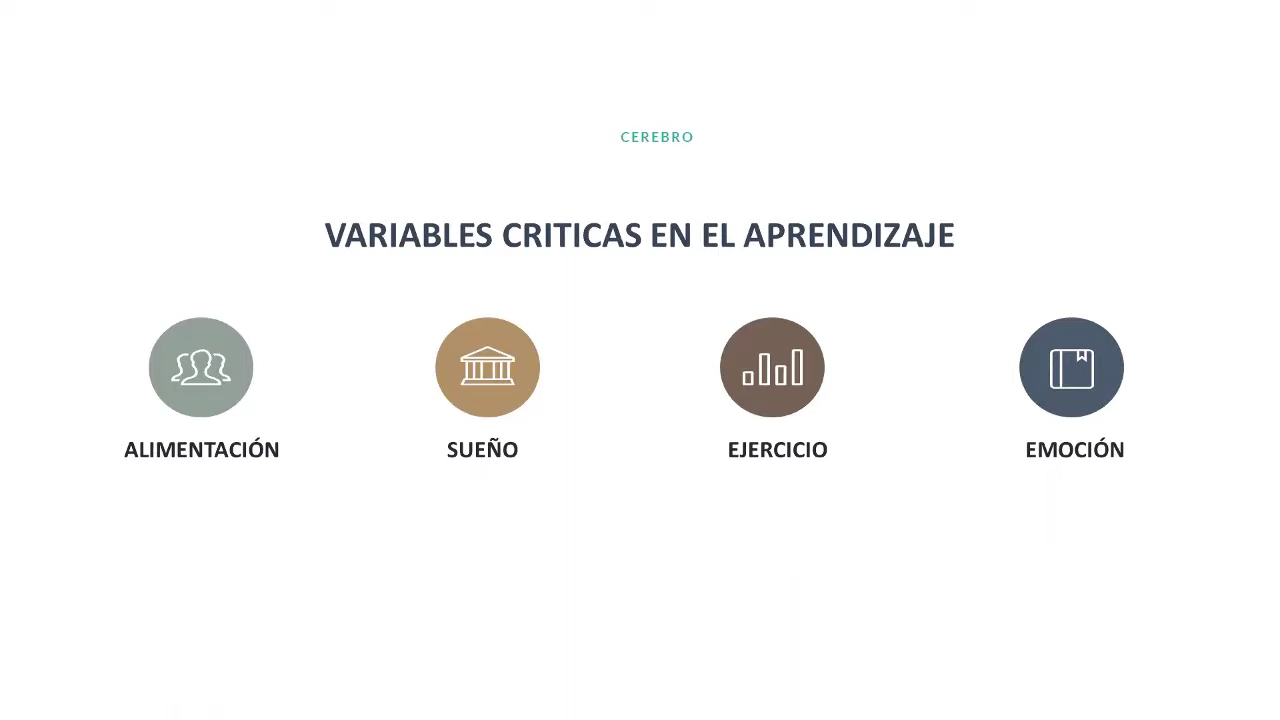 CEREBRO
VARIABLES CRITICAS EN EL APRENDIZAJE
ALIMENTACIÓN
SUEÑO
EJERCICIO
EMOCIÓN